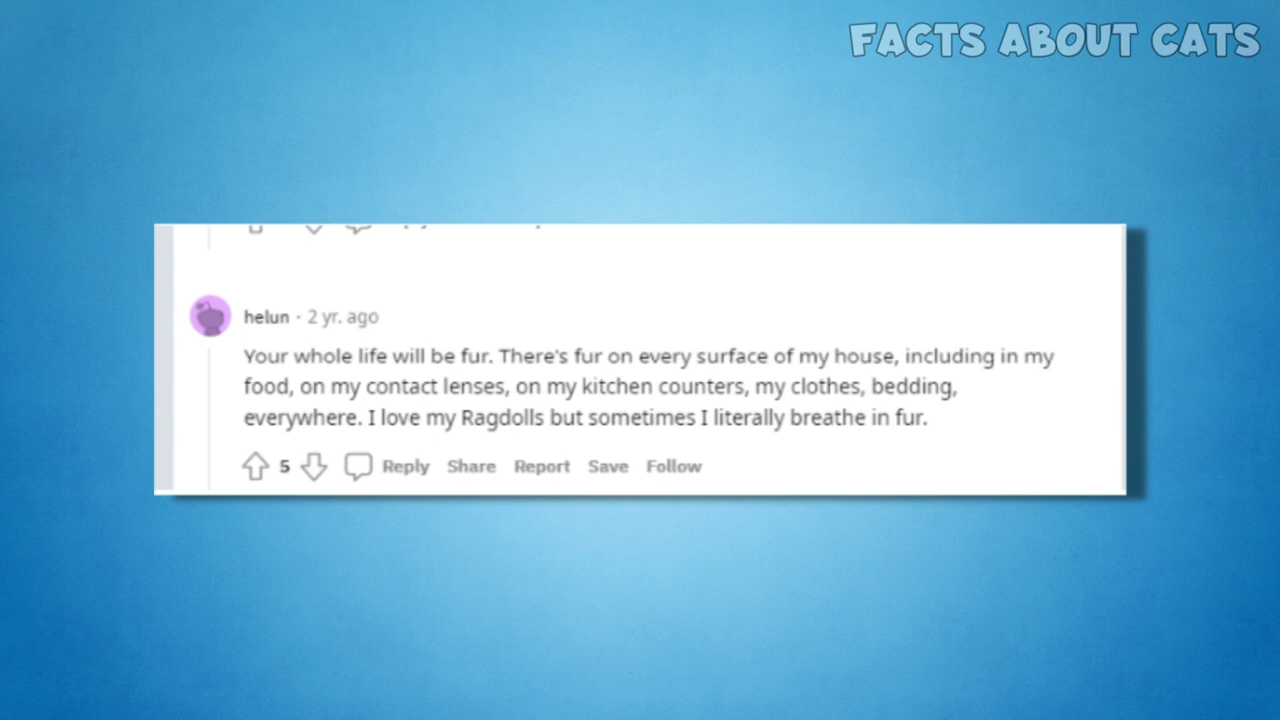 FACTS ABOUT CATS
helun · 2 yr. ago
Your whole life will be fur. There's fur on every surface of my house, including in my
food, on my contact lenses, on my kitchen counters, my clothes, bedding,
everywhere. I love my Ragdolls but sometimes I literally breathe in fur.
5 Reply Share Report Save Follow